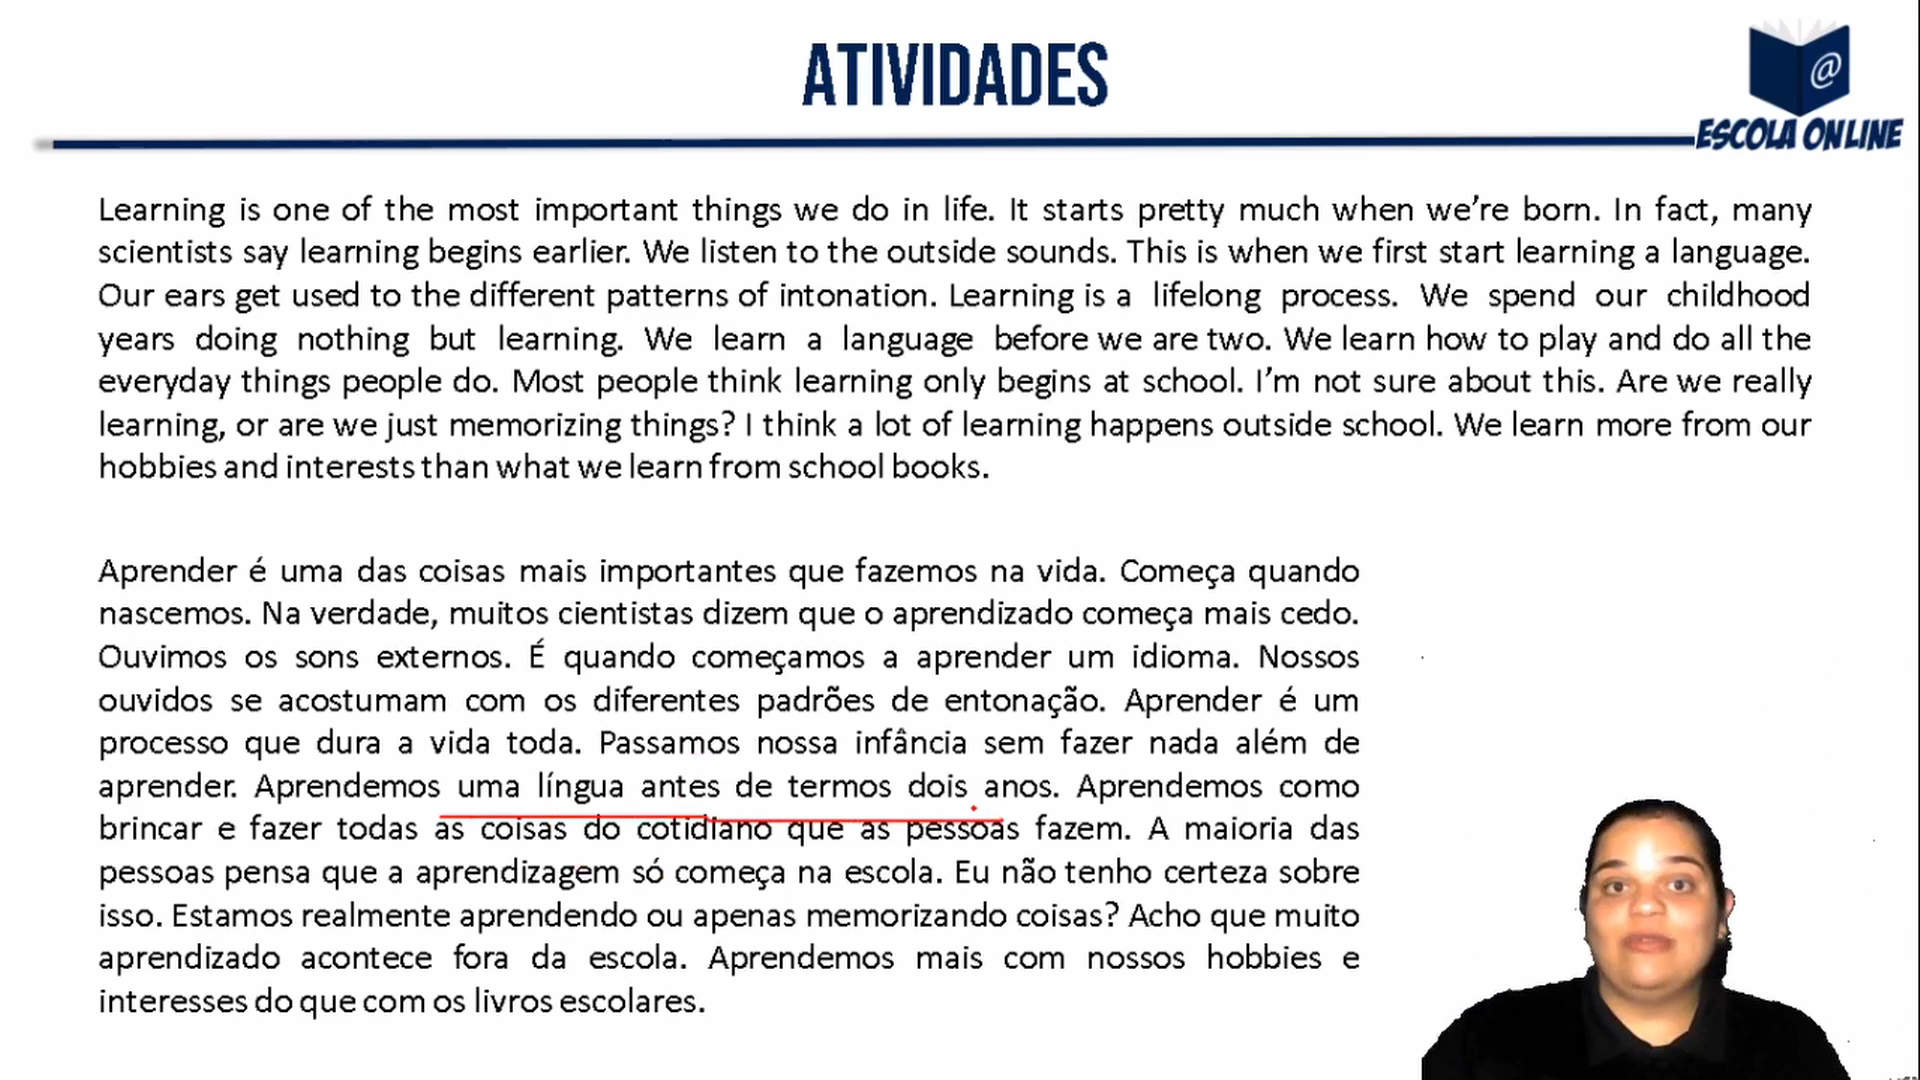 ATIVIDADES
@
ESCOLA ONLINE
Learning is one of the most important things we do in life. It starts pretty much when we’re born. In fact, many
scientists say learning begins earlier. We listen to the outside sounds. This is when we first start learning a language.
Our ears get used to the different patterns of intonation. Learning is a lifelong process. We spend our childhood
years doing nothing but learning. We learn a language before we are two. We learn how to play and do all the
everyday things people do. Most people think learning only begins at school. I’m not sure about this. Are we really
learning, or are we just memorizing things? I think a lot of learning happens outside school. We learn more from our
hobbies and interests than what we learn from school books.
Aprender é uma das coisas mais importantes que fazemos na vida. Começa quando
nascemos. Na verdade, muitos cientistas dizem que o aprendizado começa mais cedo.
Ouvimos os sons externos. É quando começamos a aprender um idioma. Nossos
ouvidos se acostumam com os diferentes padrões de entonação. Aprender é um
processo que dura a vida toda. Passamos nossa infância sem fazer nada além de
aprender. Aprendemos uma língua antes de termos dois anos. Aprendemos como
brincar e fazer todas as coisas do cotidiano que as pessoas fazem. A maioria das
pessoas pensa que a aprendizagem só começa na escola. Eu não tenho certeza sobre
isso. Estamos realmente aprendendo ou apenas memorizando coisas? Acho que muito
aprendizado acontece fora da escola. Aprendemos mais com nossos hobbies e
interesses do que com os livros escolares.